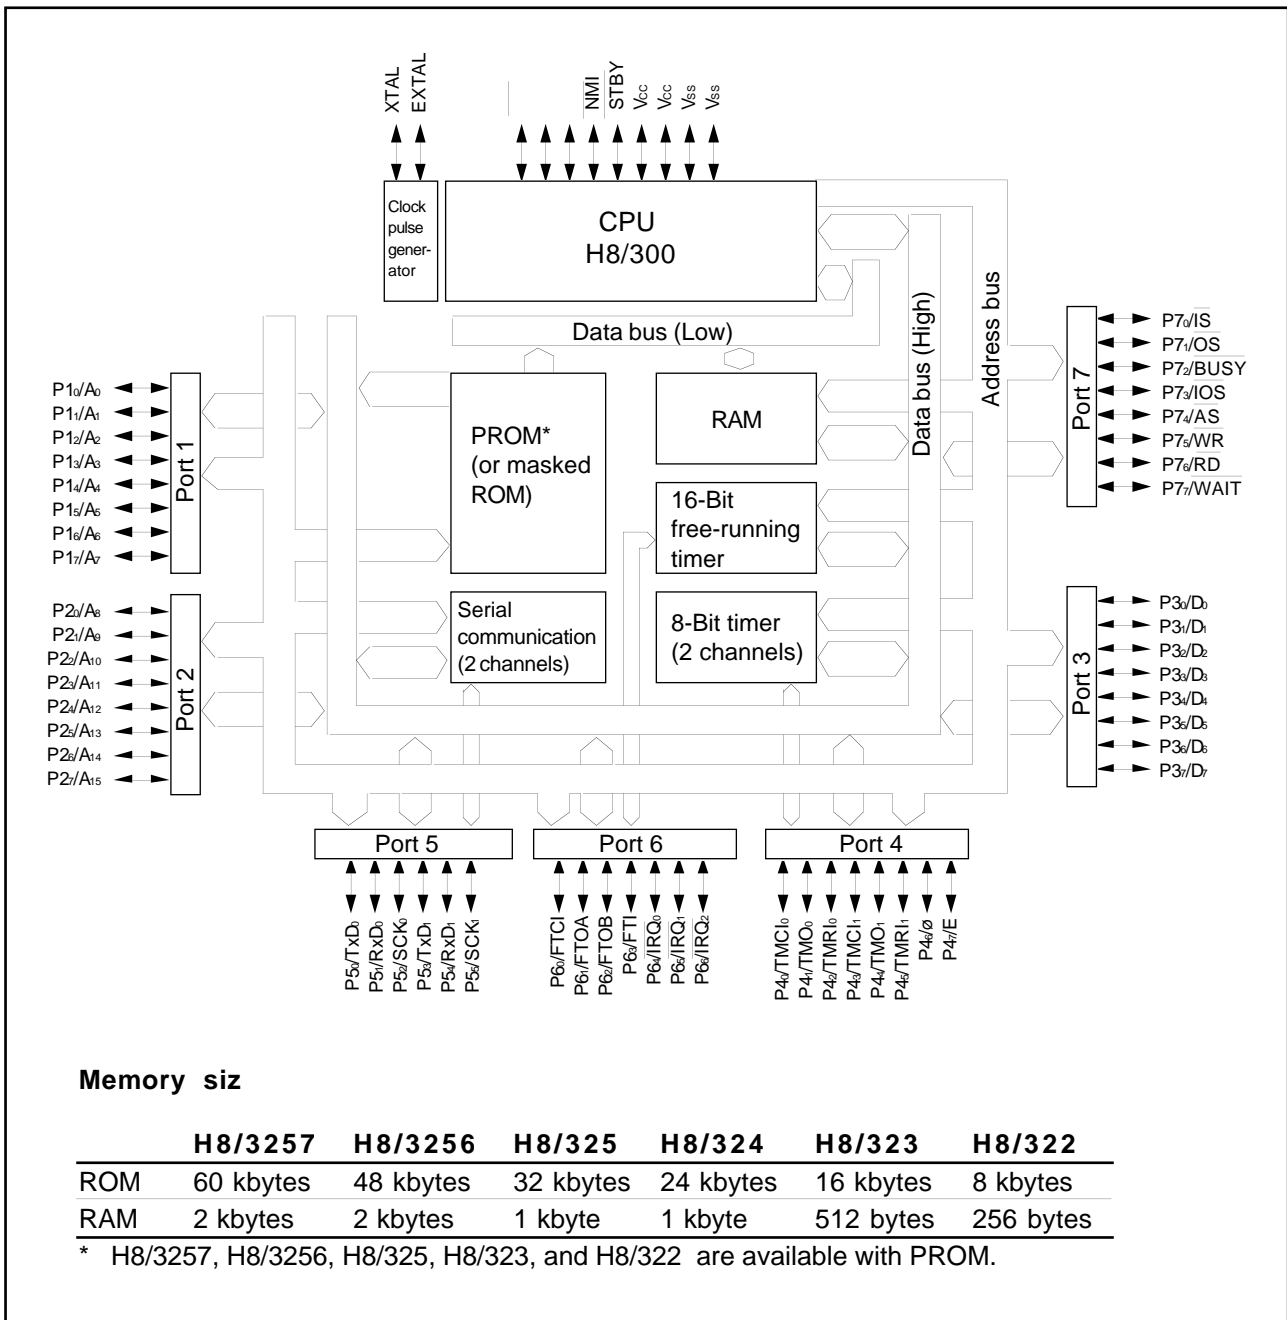 XTAL
EXTAL
NMI
STBY
Vcc
Vcc
Vss
Vss
Clock
pulse
gener-
ator
CPU
H8/300
Data bus (Low)
Data bus (High)
Address bus
PROM*
(or masked
ROM)
RAM
16-Bit
free-running
timer
Serial
communication
(2 channels)
8-Bit timer
(2 channels)
Port 1
P10/A0
P11/A1
P12/A2
P13/A3
P14/A4
P15/A5
P16/A6
P17/A7
Port 2
P20/A8
P21/A9
P22/A10
P23/A11
P24/A12
P25/A13
P26/A14
P27/A15
Port 7
P70/IS
P71/OS
P72/BUSY
P73/IOS
P74/AS
P75/WR
P76/RD
P77/WAIT
Port 3
P30/D0
P31/D1
P32/D2
P33/D3
P34/D4
P35/D5
P36/D6
P37/D7
Port 5
P50/TxD0
P51/RxD0
P52/SCK0
P53/TxD1
P54/RxD1
P55/SCK1
Port 6
P60/FTCI
P61/FTOA
P62/FTOB
P63/FTI
P64/IRQ0
P65/IRQ1
P66/IRQ2
Port 4
P40/TMCI0
P41/TMO0
P42/TMRI0
P43/TMCI1
P44/TMO1
P45/TMRI1
P46/ø
P47/E
Memory siz
H8/3257 H8/3256 H8/325 H8/324 H8/323 H8/322
ROM 60 kbytes 48 kbytes 32 kbytes 24 kbytes 16 kbytes 8 kbytes
RAM 2 kbytes 2 kbytes 1 kbyte 1 kbyte 512 bytes 256 bytes
* H8/3257, H8/3256, H8/325, H8/323, and H8/322 are available with PROM.